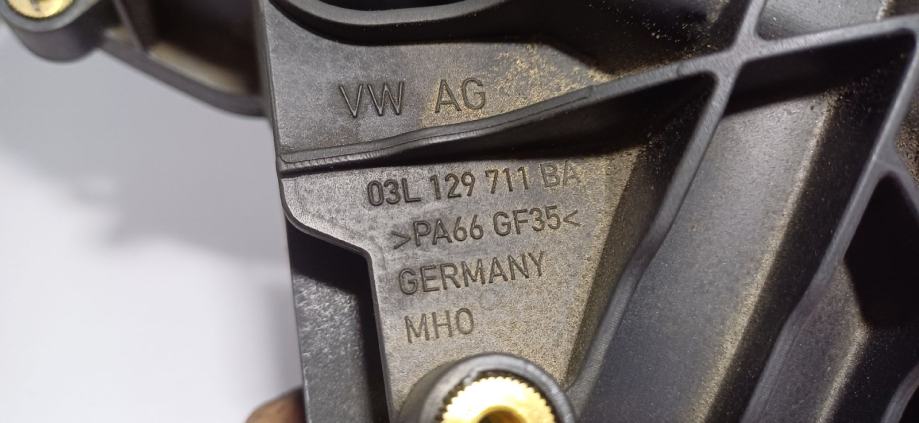 VW AG
03L 129 711 BA
>PA66 GF35<
GERMANY
MHO